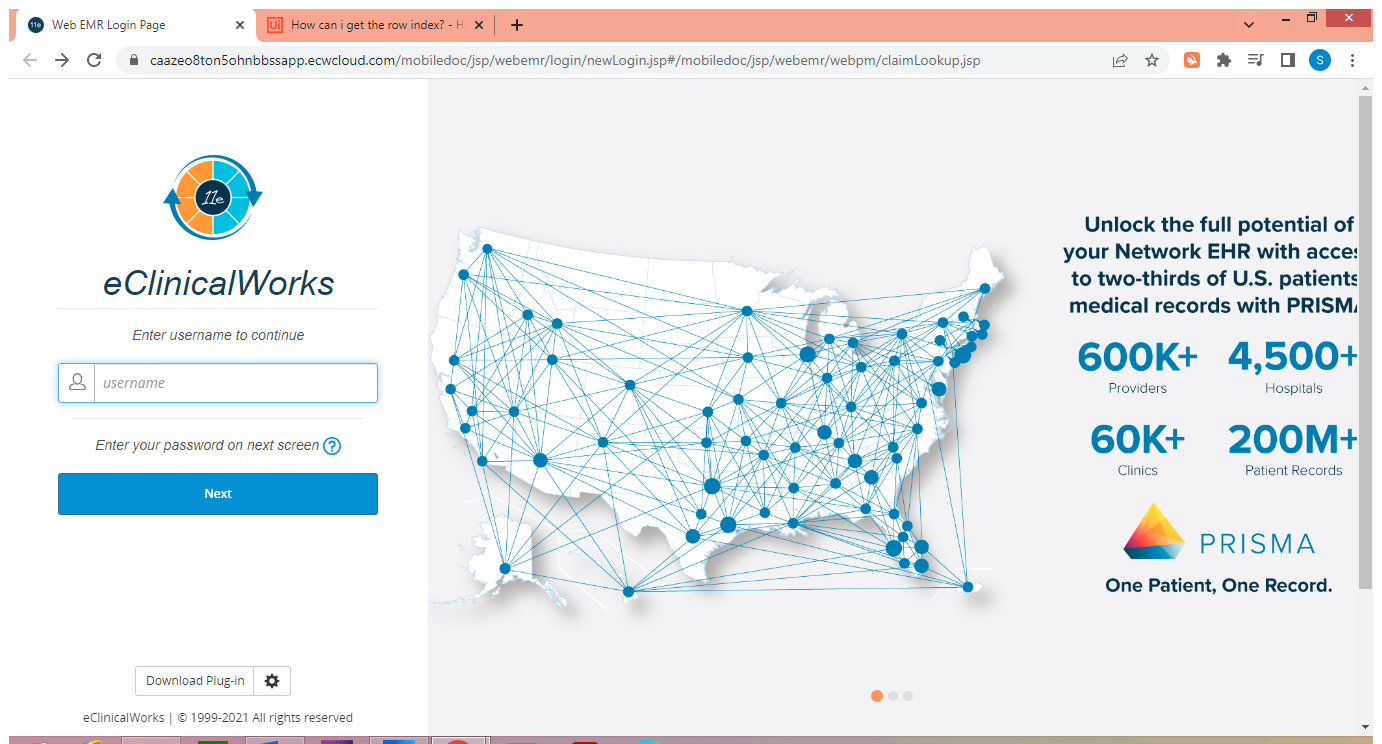 11e Web EMR Login Page
Ui How can i get the row index? - H
caazeo8ton5ohnbbssapp.ecwcloud.com/mobiledoc/jsp/webemr/login/newLogin.jsp#/mobiledoc/jsp/webemr/webpm/claimLookup.jsp
S
11e
eClinicalWorks
Enter username to continue
username
Enter your password on next screen ?
Next
Download Plug-in
eClinicalWorks | © 1999-2021 All rights reserved
Unlock the full potential of
your Network EHR with acces
to two-thirds of U.S. patients
medical records with PRISMA
600K+ 4,500+
Providers Hospitals
60K+ 200M+
Clinics Patient Records
PRISMA
One Patient, One Record.